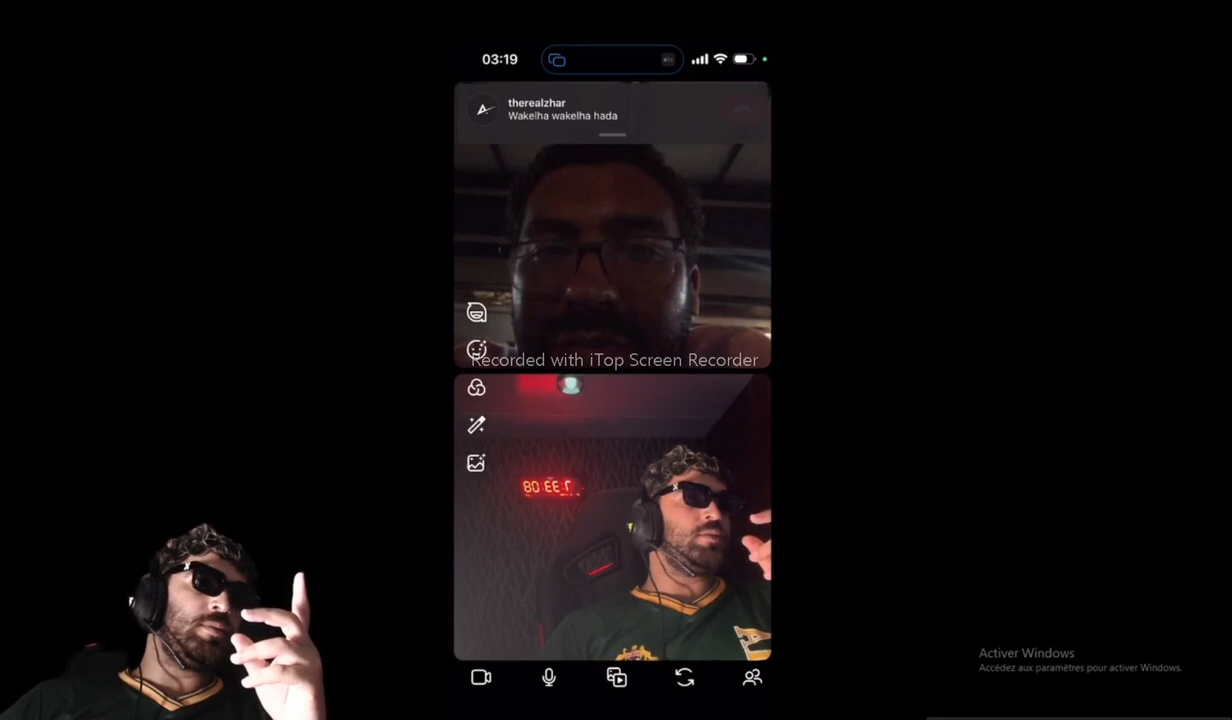 03:19
therealzhar
Wakelha wakelha hada
Recorded with iTop Screen Recorder
Activer Windows
Accédez aux paramètres pour activer Windows.